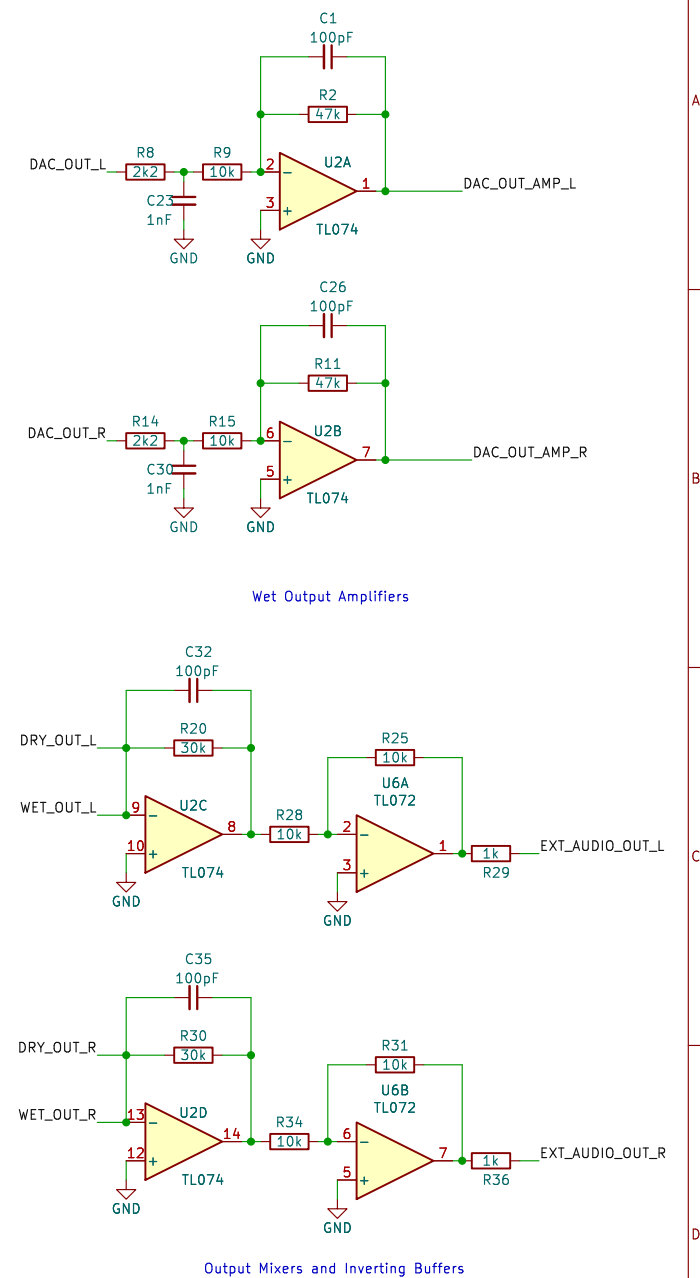 C1
100pF
R2
47k
DAC_OUT_L
R8
2k2
R9
10k
C23
1nF
GND
2
3
−
+
U2A
TL074
1
DAC_OUT_AMP_L
GND
A
C26
100pF
R11
47k
DAC_OUT_R
R14
2k2
R15
10k
C30
1nF
GND
6
5
−
+
U2B
TL074
7
DAC_OUT_AMP_R
GND
B
Wet Output Amplifiers
C32
100pF
R20
30k
DRY_OUT_L
WET_OUT_L
9
10
−
+
U2C
TL074
8
GND
R28
10k
R25
10k
U6A
TL072
2
3
−
+
1
GND
1k
R29
EXT_AUDIO_OUT_L
C
C35
100pF
R30
30k
DRY_OUT_R
WET_OUT_R
13
12
−
+
U2D
TL074
14
GND
R34
10k
R31
10k
U6B
TL072
6
5
−
+
7
GND
1k
R36
EXT_AUDIO_OUT_R
D
Output Mixers and Inverting Buffers